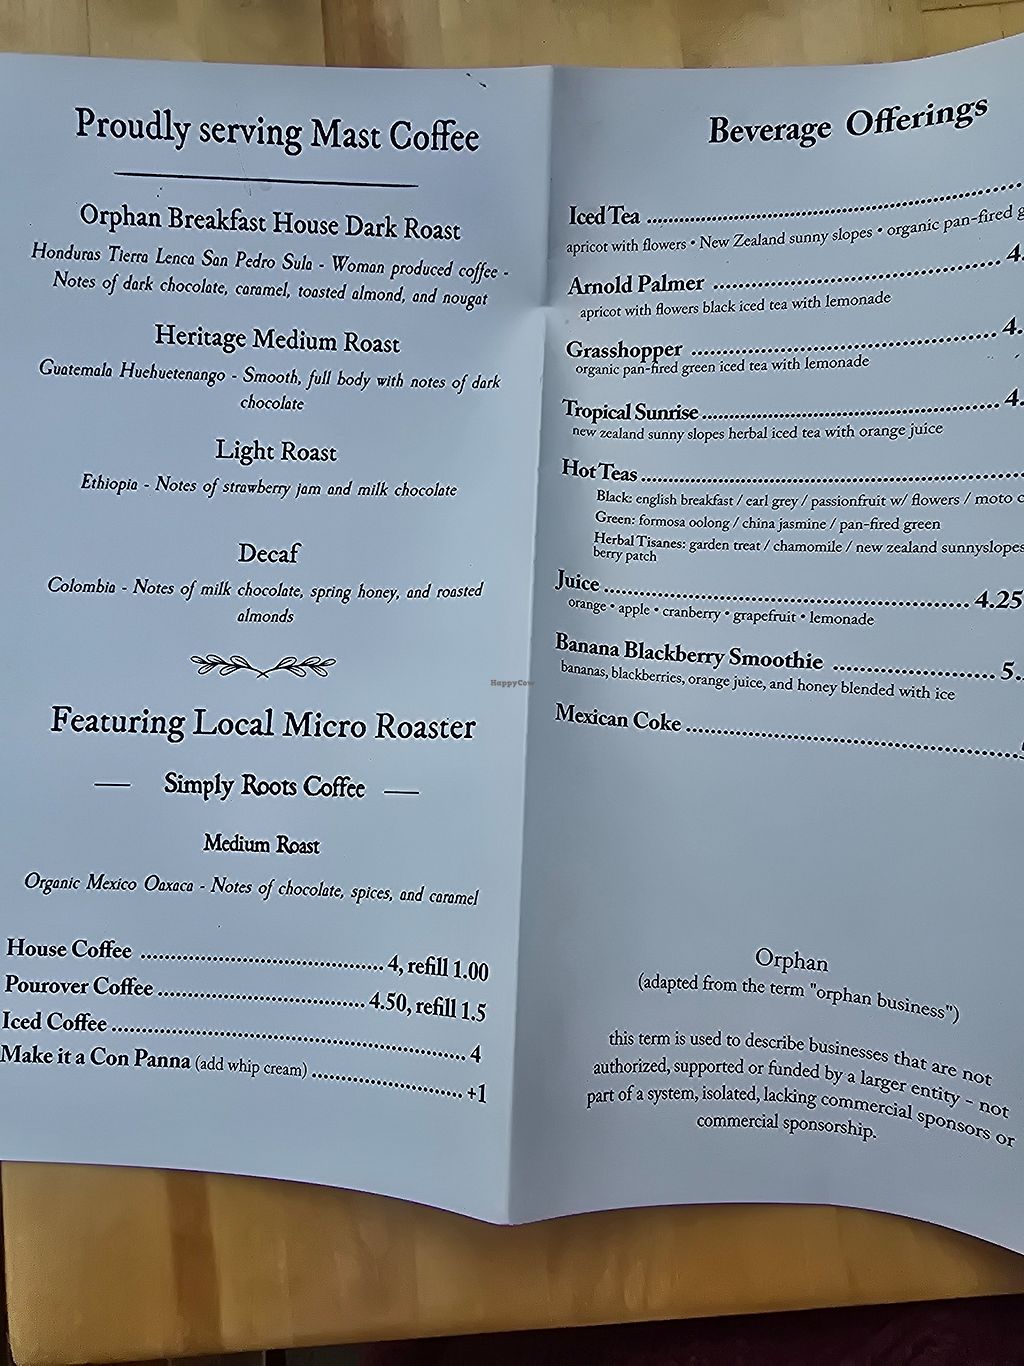 Proudly serving Mast Coffee
Orphan Breakfast House Dark Roast
Honduras Tierra Lenca San Pedro Sula - Woman produced coffee -
Notes of dark chocolate, caramel, toasted almond, and nougat
Heritage Medium Roast
Guatemala Huehuetenango - Smooth, full body with notes of dark
chocolate
Light Roast
Ethiopia - Notes of strawberry jam and milk chocolate
Decaf
Colombia - Notes of milk chocolate, spring honey, and roasted
almonds
Featuring Local Micro Roaster
Simply Roots Coffee
Medium Roast
Organic Mexico Oaxaca - Notes of chocolate, spices, and caramel
House Coffee ........ 4, refill 1.00
Pourover Coffee ........ 4.50, refill 1.5
Iced Coffee ........ 4
Make it a Con Panna (add whip cream) ........ +1
Beverage Offerings
Iced Tea ........
apricot with flowers • New Zealand sunny slopes • organic pan-fired
Arnold Palmer ........ 4.
apricot with flowers black iced tea with lemonade
Grasshopper ........ 4.
organic pan-fired green iced tea with lemonade
Tropical Sunrise ........ 4.
new zealand sunny slopes herbal iced tea with orange juice
Hot Teas ........
Black: english breakfast / earl grey / passionfruit w/ flowers / moto
Green: formosa oolong / china jasmine / pan-fired green
Herbal Tisanes: garden treat / chamomile / new zealand sunnyslopes
berry patch
Juice ........ 4.25
orange • apple • cranberry • grapefruit • lemonade
Banana Blackberry Smoothie ........ 5.
bananas, blackberries, orange juice, and honey blended with ice
Mexican Coke ........
Orphan
(adapted from the term "orphan business")
this term is used to describe businesses that are not
authorized, supported or funded by a larger entity - not
part of a system, isolated, lacking commercial sponsors or
commercial sponsorship.
HappyCow